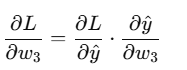 ∂L/∂w₃ = ∂L/∂ŷ · ∂ŷ/∂w₃